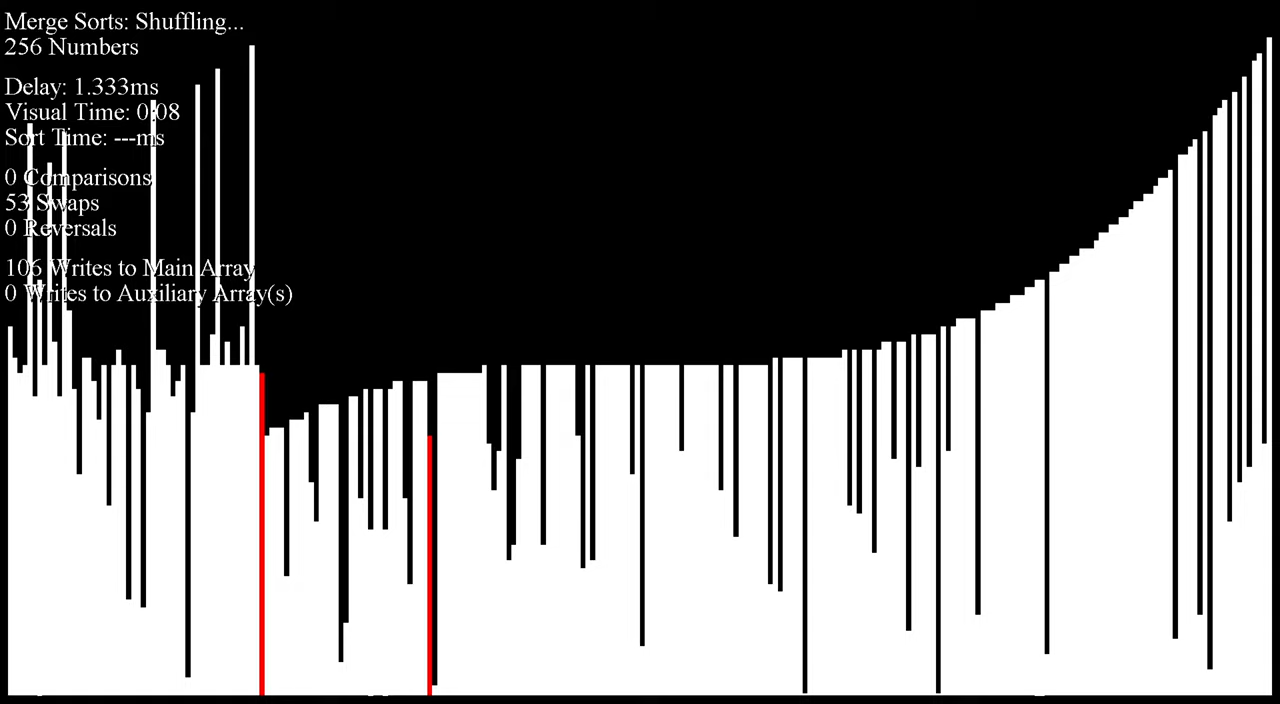 Merge Sorts: Shuffling...
256 Numbers
Delay: 1.333ms
Visual Time: 0:08
Sort Time: ---ms
0 Comparisons
53 Swaps
0 Reversals
106 Writes to Main Array
0 Writes to Auxiliary Array(s)